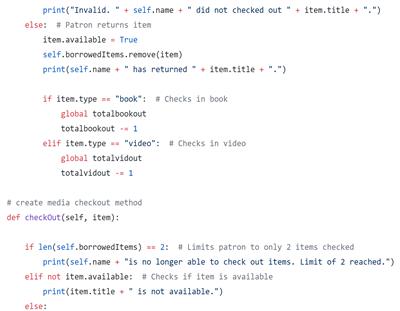 print("Invalid. " + self.name + " did not checked out " + item.title + ".")
else:  # Patron returns item
item.available = True
self.borrowedItems.remove(item)
print(self.name + " has returned " + item.title + ".")
if item.type == "book":  # Checks in book
global totalbookout
totalbookout -= 1
elif item.type == "video":  # Checks in video
global totalvidout
totalvidout -= 1
# create media checkout method
def checkOut(self, item):
if len(self.borrowedItems) == 2:  # Limits patron to only 2 items checked
print(self.name + "is no longer able to check out items. Limit of 2 reached.")
elif not item.available:  # Checks if item is available
print(item.title + " is not available.")
else: